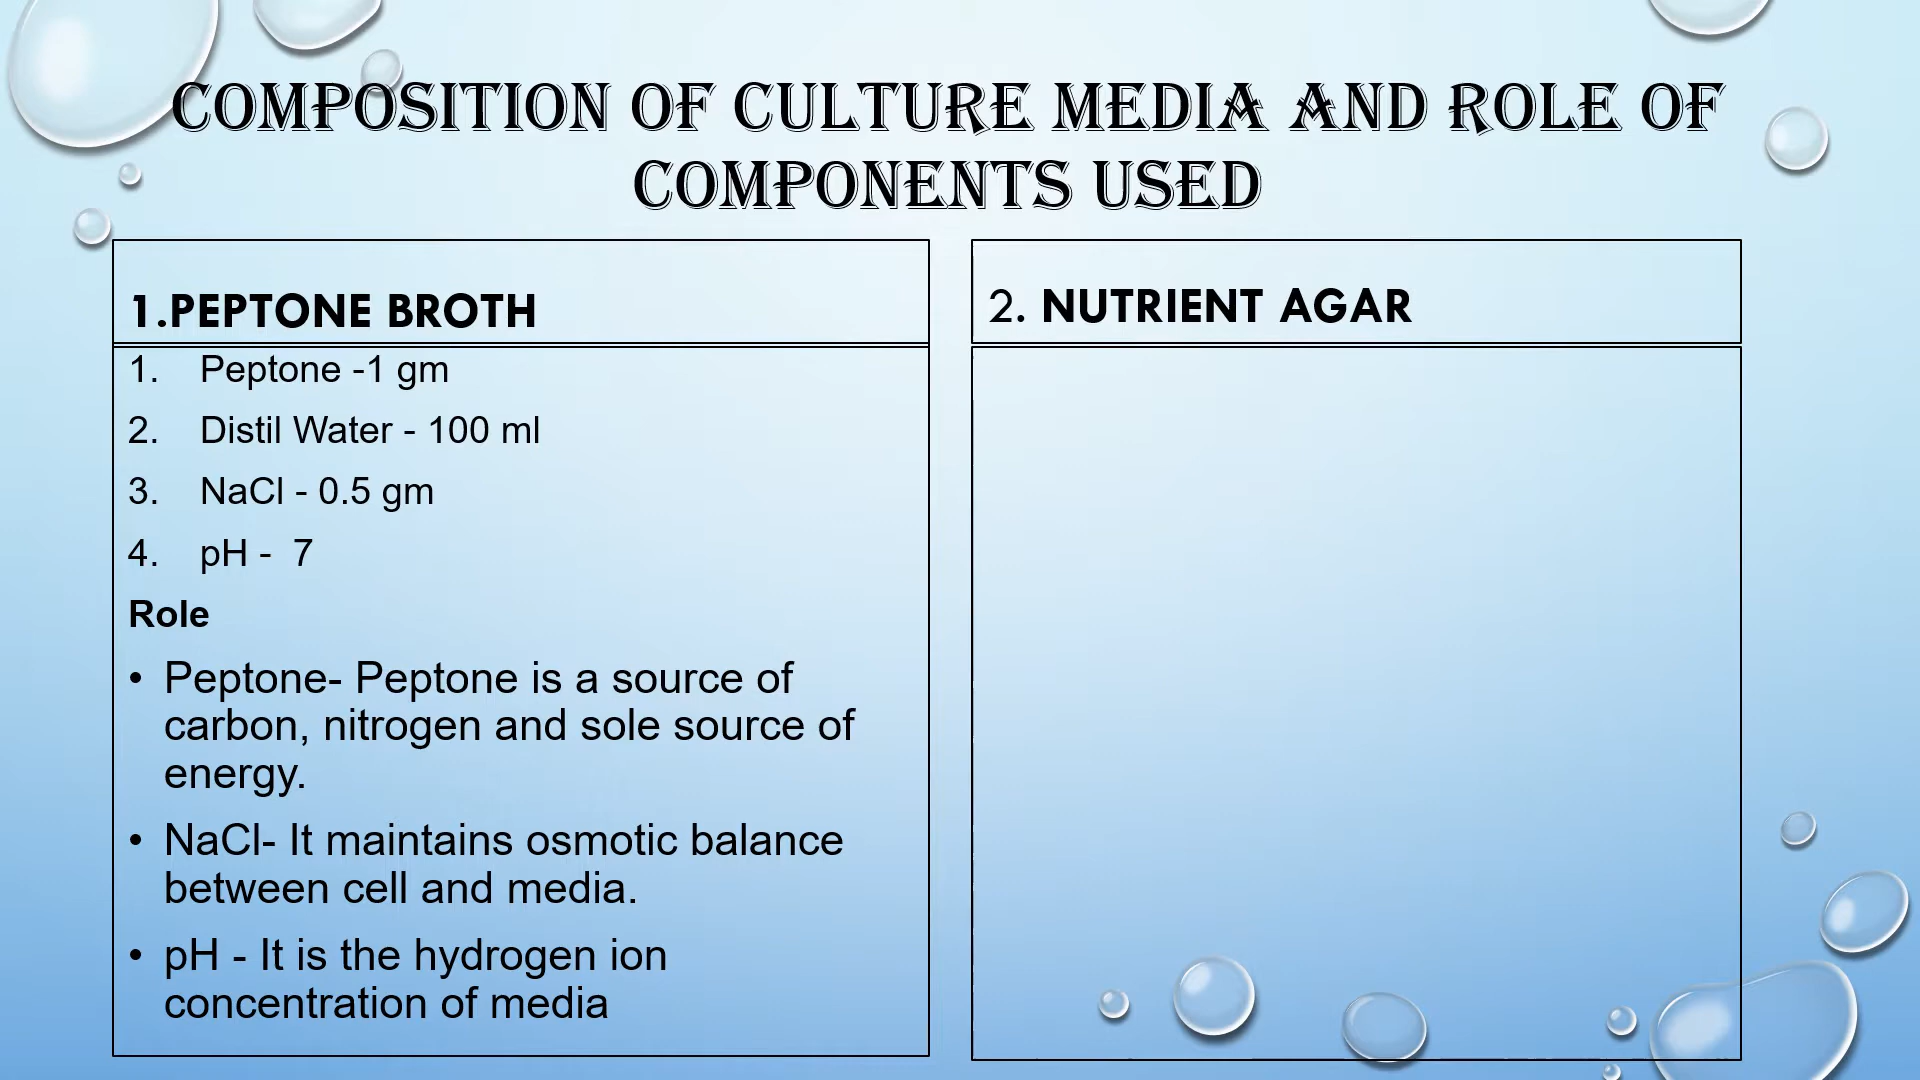 COMPOSITION OF CULTURE MEDIA AND ROLE OF
COMPONENTS USED
1.PEPTONE BROTH
1. Peptone -1 gm
2. Distil Water - 100 ml
3. NaCl - 0.5 gm
4. pH - 7
Role
• Peptone- Peptone is a source of
carbon, nitrogen and sole source of
energy.
• NaCl- It maintains osmotic balance
between cell and media.
• pH - It is the hydrogen ion
concentration of media
2. NUTRIENT AGAR